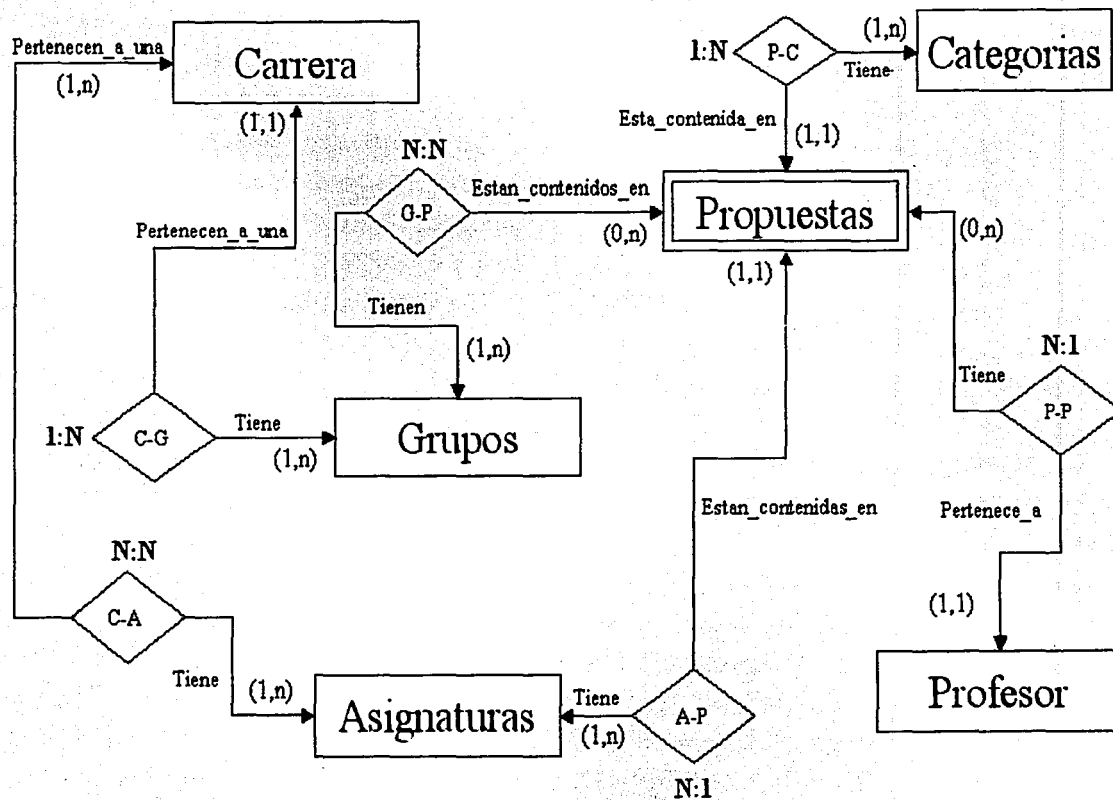 Pertenecen_a_una
(1,n)
Carrera
(1,1)
1:N
P-C
(1,n)
Tiene
Categorias
Esta_contenida_en
(1,1)
N:N
G-P
Estan_contenidos_en
(0,n)
Propuestas
(1,1)
(0,n)
Pertenecen_a_una
Tienen
(1,n)
N:1
Tiene
P-P
1:N
C-G
Tiene
(1,n)
Grupos
Estan_contenidas_en
Pertenece_a
N:N
C-A
(1,1)
Tiene
(1,n)
Asignaturas
Tiene
(1,n)
A-P
N:1
Profesor